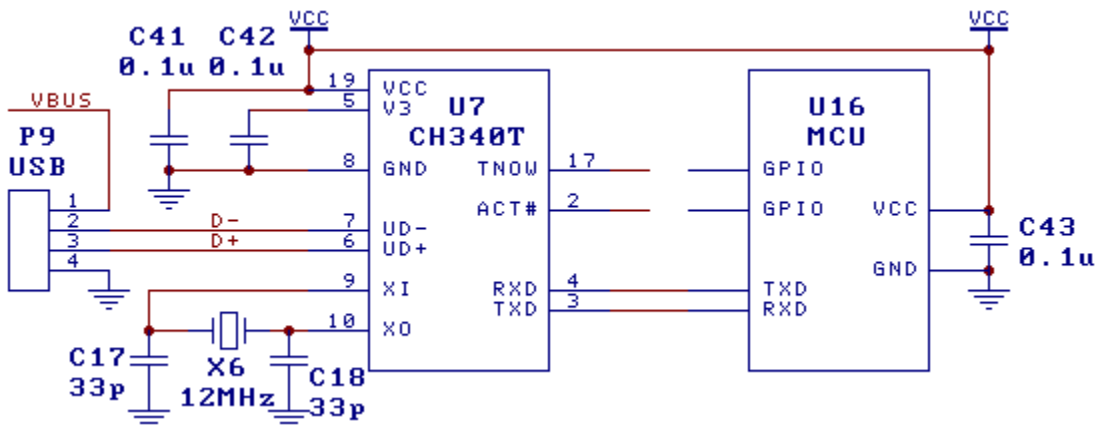 VCC
VCC
C41 C42
0.1u 0.1u
VBUS
P9
USB
1
2
3
4
D-
D+
19
5
8
7
6
9
10
VCC
V3
GND
UD-
UD+
XI
XO
U7
CH340T
TNOW
ACT#
RXD
TXD
17
2
4
3
U16
MCU
GPIO
GPIO
TXD
RXD
VCC
GND
C43
0.1u
C17
33p
X6
12MHz
C18
33p